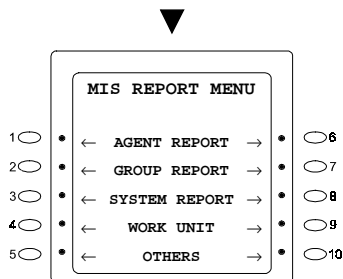 MIS REPORT MENU
1 ← AGENT REPORT → 6
2 ← GROUP REPORT → 7
3 ← SYSTEM REPORT → 8
4 ← WORK UNIT → 9
5 ← OTHERS → 10